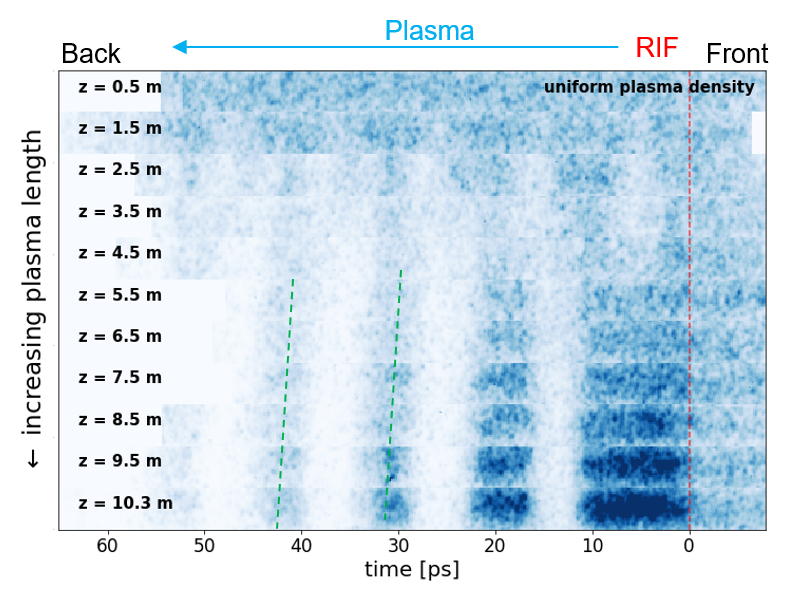 Plasma
Back
RIF
Front
z = 0.5 m
uniform plasma density
z = 1.5 m
z = 2.5 m
z = 3.5 m
z = 4.5 m
z = 5.5 m
z = 6.5 m
z = 7.5 m
z = 8.5 m
z = 9.5 m
z = 10.3 m
← increasing plasma length
60 50 40 30 20 10 0
time [ps]